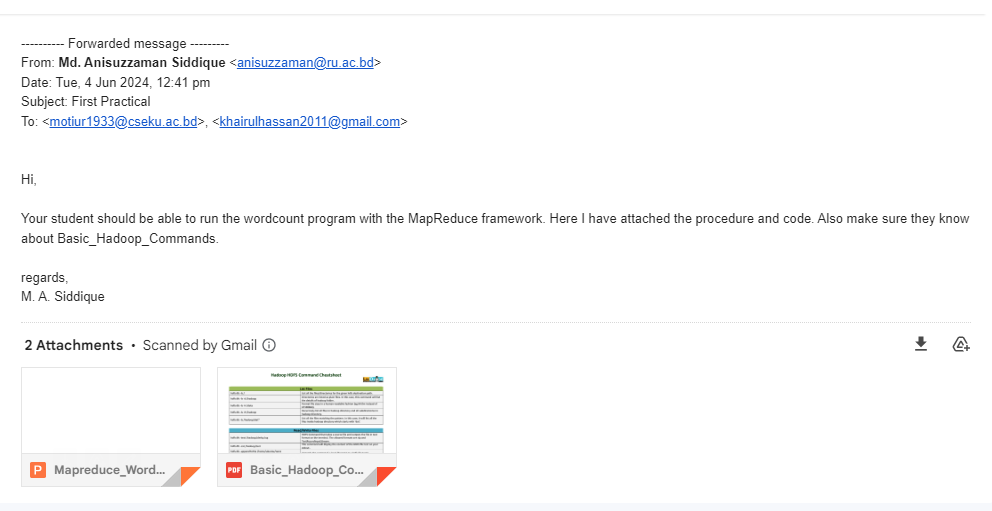 ---------- Forwarded message ---------
From: Md. Anisuzzaman Siddique <anisuzzaman@ru.ac.bd>
Date: Tue, 4 Jun 2024, 12:41 pm
Subject: First Practical
To: <motiur1933@cseku.ac.bd>, <khairulhassan2011@gmail.com>
Hi,
Your student should be able to run the wordcount program with the MapReduce framework. Here I have attached the procedure and code. Also make sure they know
about Basic_Hadoop_Commands.
regards,
M. A. Siddique
2 Attachments • Scanned by Gmail
Hadoop HDFS Command Cheatsheet
P Mapreduce_Word...
PDF Basic_Hadoop_Co...